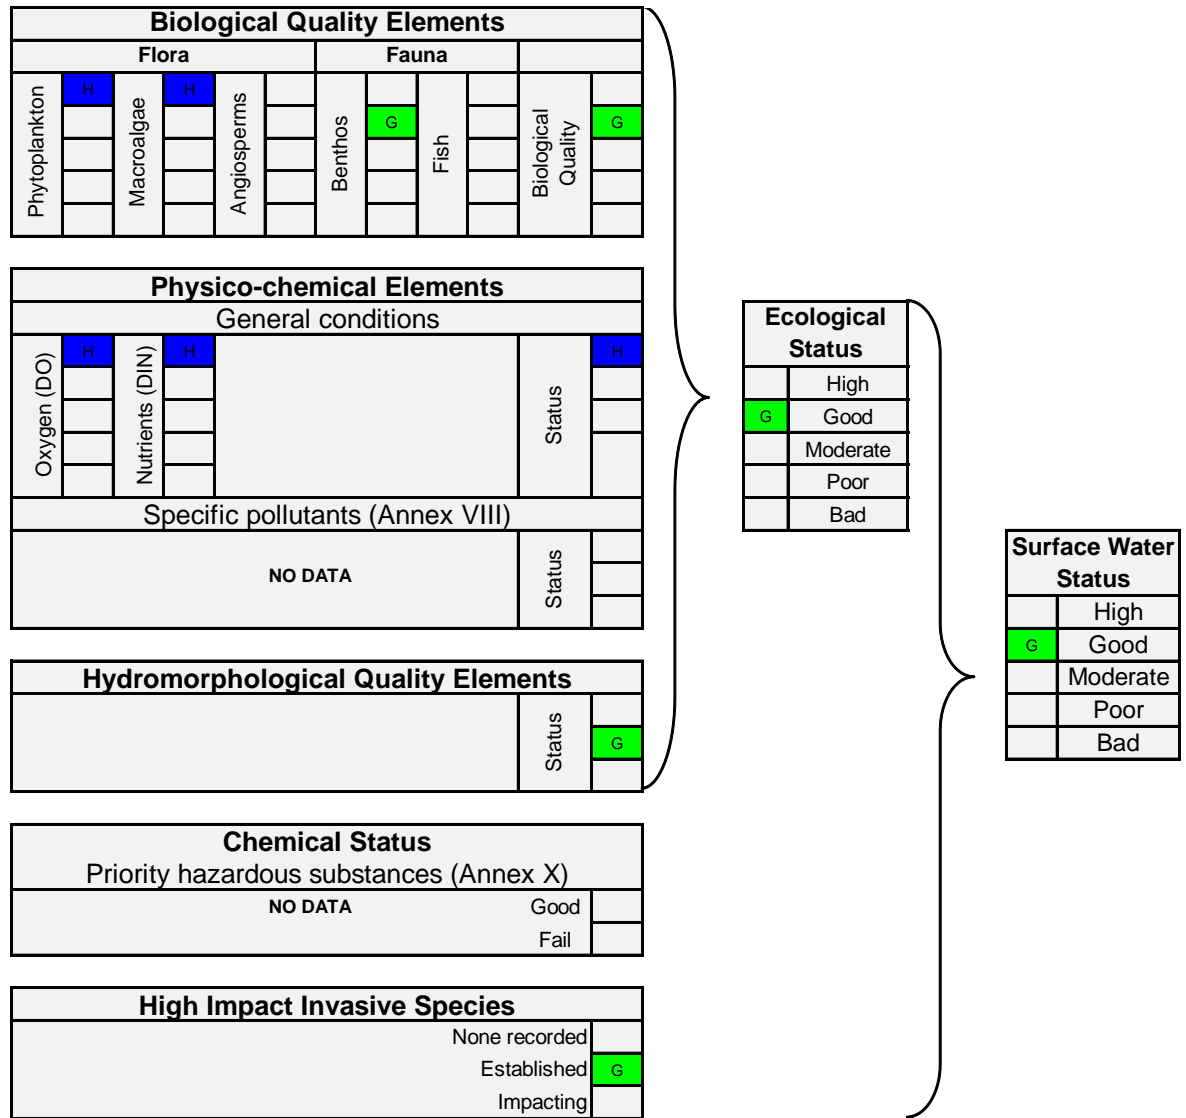 Biological Quality Elements
Flora Fauna
Phytoplankton H Macroalgae H Angiosperms Benthos G Fish Biological Quality G
Physico-chemical Elements
General conditions
Oxygen (DO) H Nutrients (DIN) H Status H
Specific pollutants (Annex VIII)
NO DATA Status
Hydromorphological Quality Elements
Status G
Chemical Status
Priority hazardous substances (Annex X)
NO DATA Good
Fail
High Impact Invasive Species
None recorded
Established G
Impacting
Ecological
Status
High
G Good
Moderate
Poor
Bad
Surface Water
Status
High
G Good
Moderate
Poor
Bad